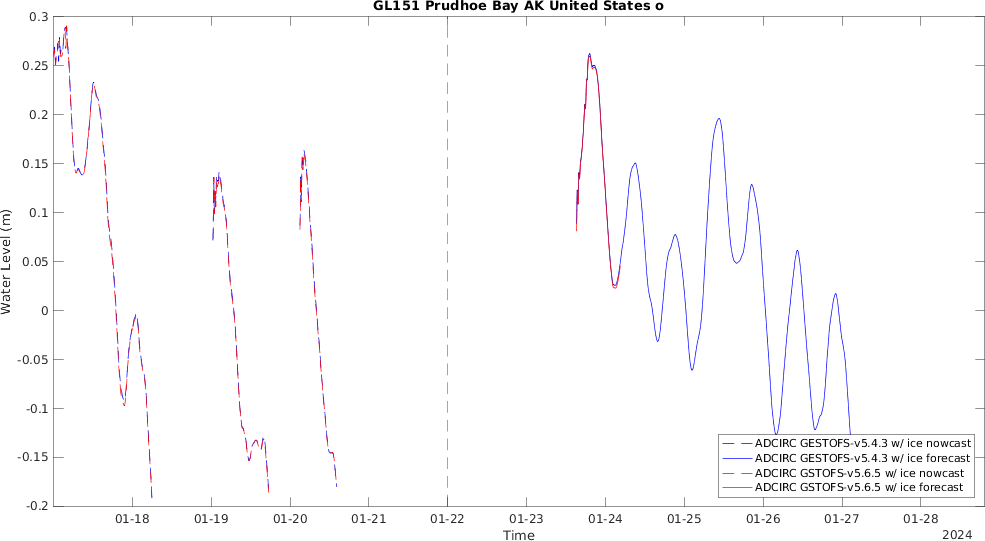 GL151 Prudhoe Bay AK United States o
0.3
0.25
0.2
0.15
0.1
0.05
0
-0.05
-0.1
-0.15
-0.2
Water Level (m)
ADCIRC GESTOFS-v5.4.3 w/ ice nowcast
ADCIRC GESTOFS-v5.4.3 w/ ice forecast
ADCIRC GSTOFS-v5.6.5 w/ ice nowcast
ADCIRC GSTOFS-v5.6.5 w/ ice forecast
01-18 01-19 01-20 01-21 01-22 01-23 01-24 01-25 01-26 01-27 01-28
Time
2024